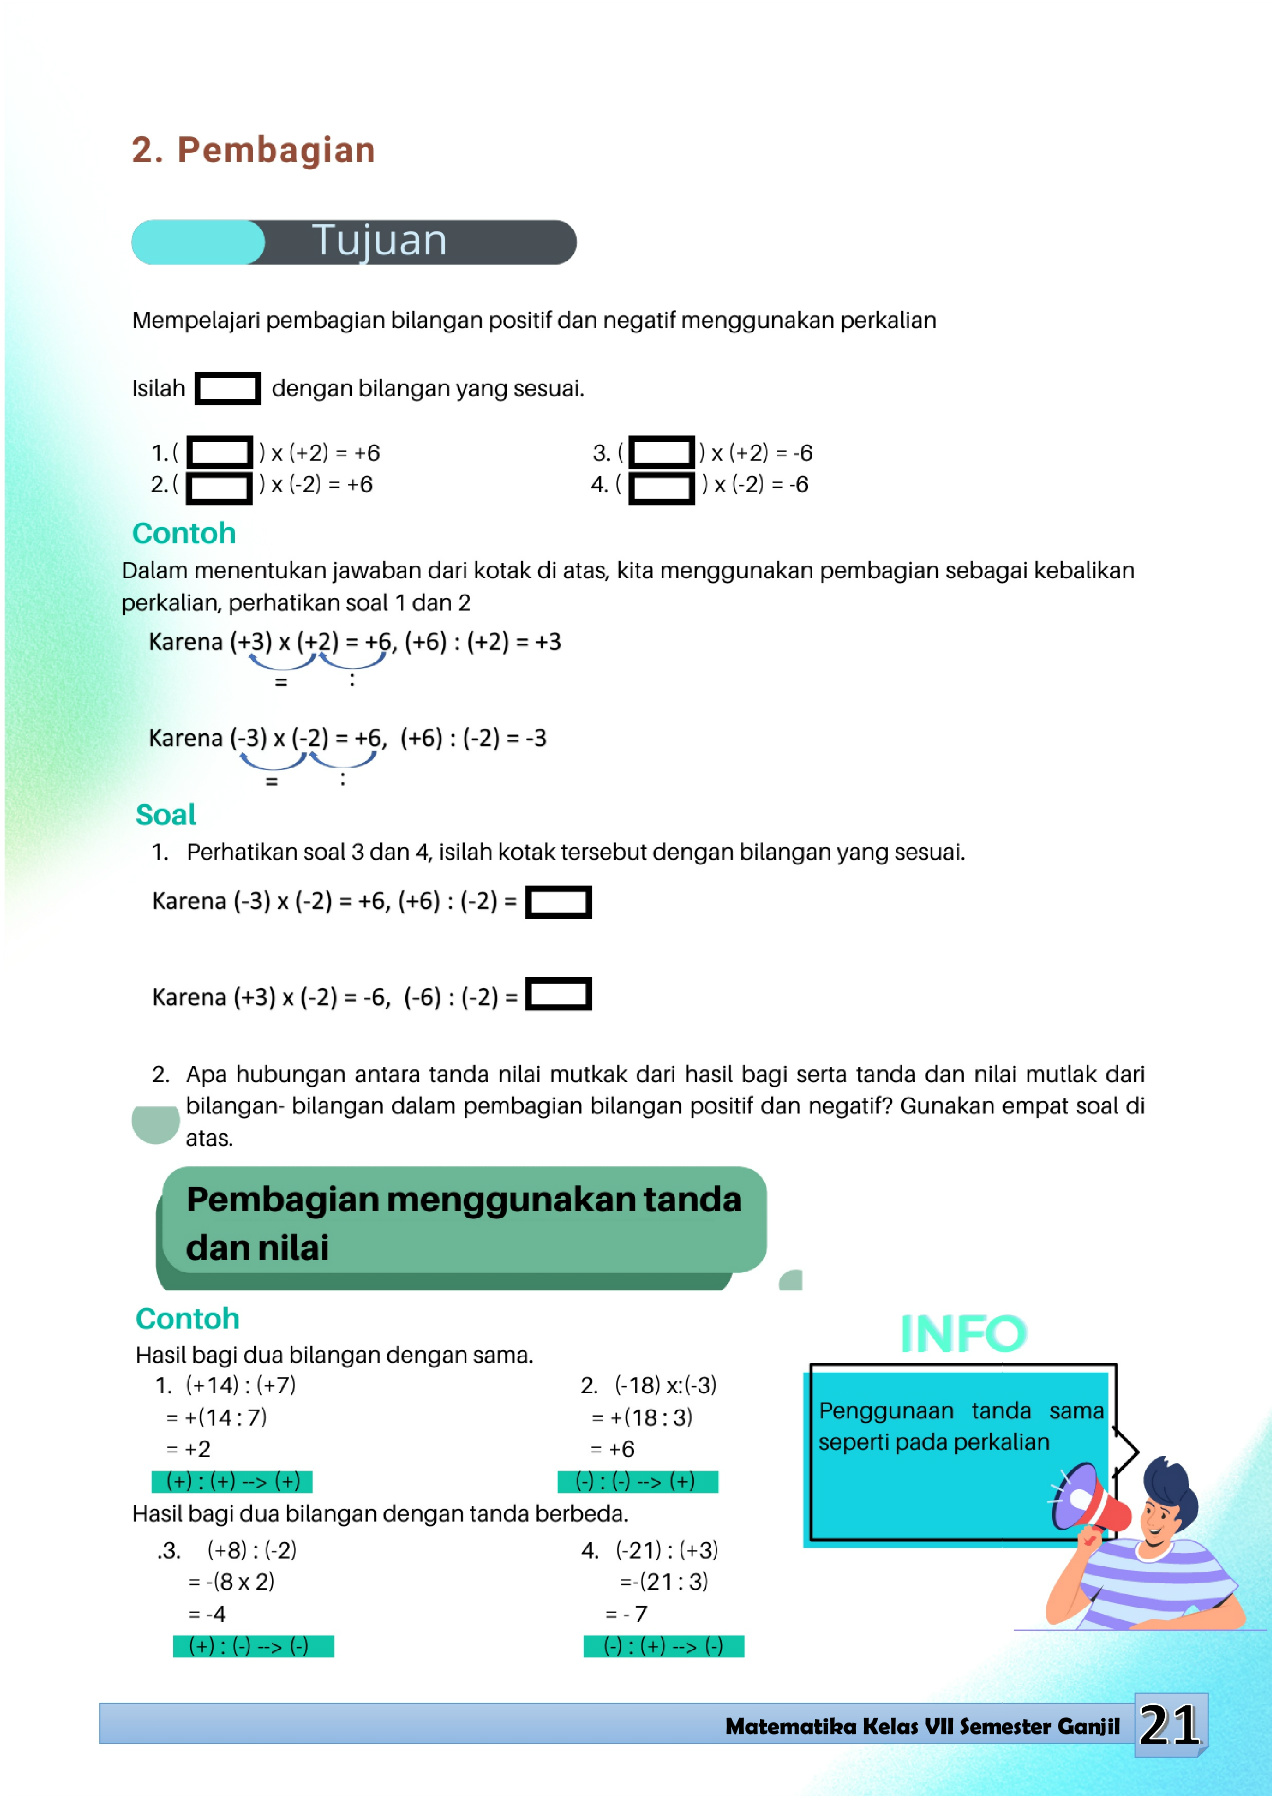 2. Pembagian
Tujuan
Mempelajari pembagian bilangan positif dan negatif menggunakan perkalian
Isilah dengan bilangan yang sesuai.
1. ( ) x (+2) = +6
2. ( ) x (-2) = +6
3. ( ) x (+2) = -6
4. ( ) x (-2) = -6
Contoh
Dalam menentukan jawaban dari kotak di atas, kita menggunakan pembagian sebagai kebalikan
perkalian, perhatikan soal 1 dan 2
Karena (+3) x (+2) = +6, (+6) : (+2) = +3
= :
Karena (-3) x (-2) = +6, (+6) : (-2) = -3
= :
Soal
1. Perhatikan soal 3 dan 4, isilah kotak tersebut dengan bilangan yang sesuai.
Karena (-3) x (-2) = +6, (+6) : (-2) =
Karena (+3) x (-2) = -6, (-6) : (-2) =
2. Apa hubungan antara tanda nilai mutkak dari hasil bagi serta tanda dan nilai mutlak dari
bilangan- bilangan dalam pembagian bilangan positif dan negatif? Gunakan empat soal di
atas.
Pembagian menggunakan tanda
dan nilai
Contoh
Hasil bagi dua bilangan dengan sama.
1. (+14) : (+7)
= +(14 : 7)
= +2
(+) : (+) --> (+)
2. (-18) x:(-3)
= +(18 : 3)
= +6
(-) : (-) --> (+)
Hasil bagi dua bilangan dengan tanda berbeda.
.3. (+8) : (-2)
= -(8 x 2)
= -4
(+) : (-) --> (-)
4. (-21) : (+3)
=-(21 : 3)
= - 7
(-) : (+) --> (-)
INFO
Penggunaan tanda sama
seperti pada perkalian
Matematika Kelas VII Semester Ganjil
21